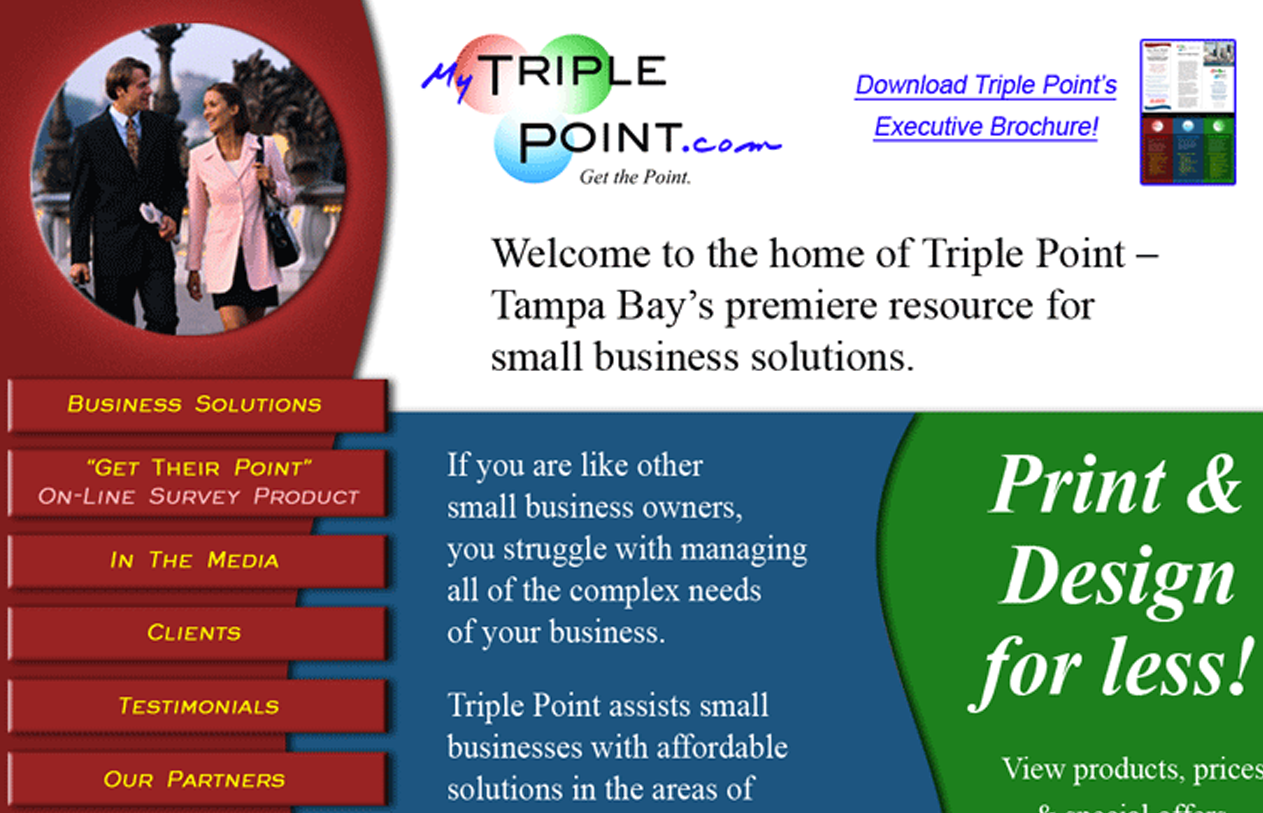 My TRIPLE
POINT.com
Get the Point.
Download Triple Point's
Executive Brochure!
Welcome to the home of Triple Point –
Tampa Bay’s premiere resource for
small business solutions.
BUSINESS SOLUTIONS
"GET THEIR POINT"
ON-LINE SURVEY PRODUCT
IN THE MEDIA
CLIENTS
TESTIMONIALS
OUR PARTNERS
If you are like other
small business owners,
you struggle with managing
all of the complex needs
of your business.
Triple Point assists small
businesses with affordable
solutions in the areas of
Print &
Design
for less!
View products, prices
& special offers